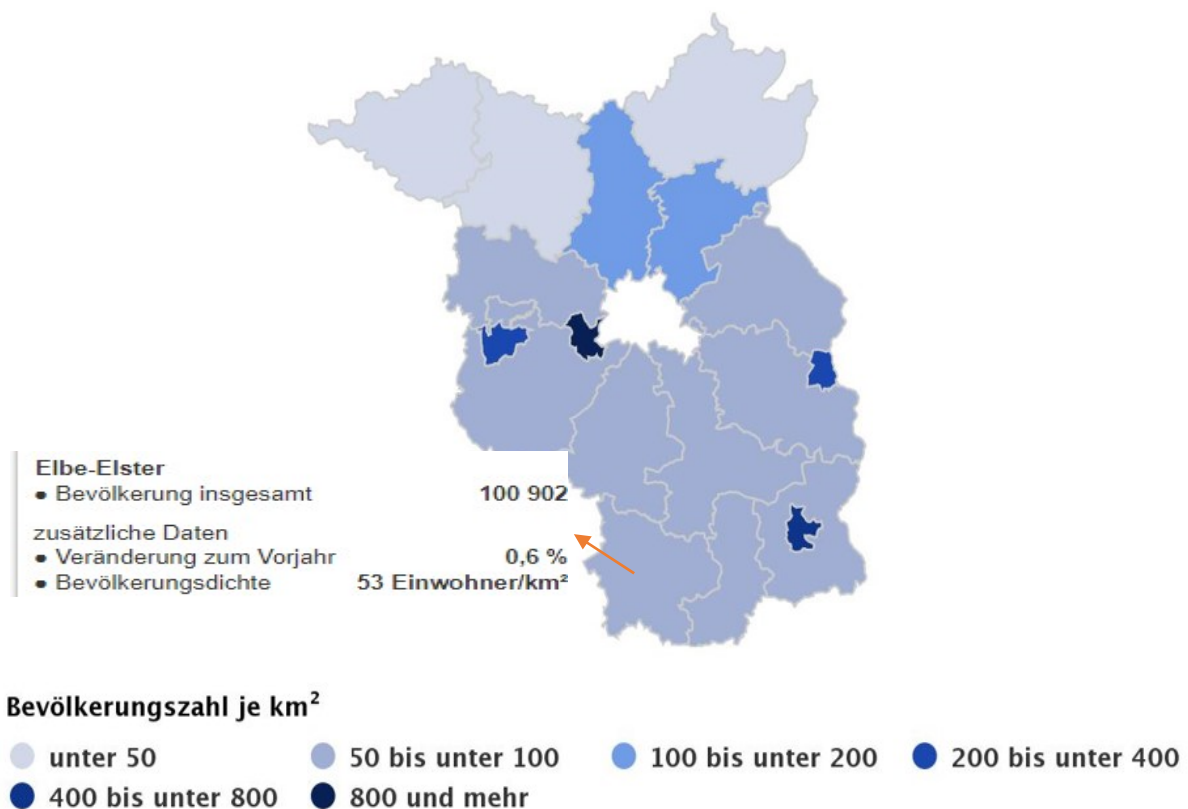 Elbe-Elster
• Bevölkerung insgesamt 100 902
zusätzliche Daten
• Veränderung zum Vorjahr 0,6 %
• Bevölkerungsdichte 53 Einwohner/km²
Bevölkerungszahl je km²
unter 50 50 bis unter 100 100 bis unter 200 200 bis unter 400
400 bis unter 800 800 und mehr